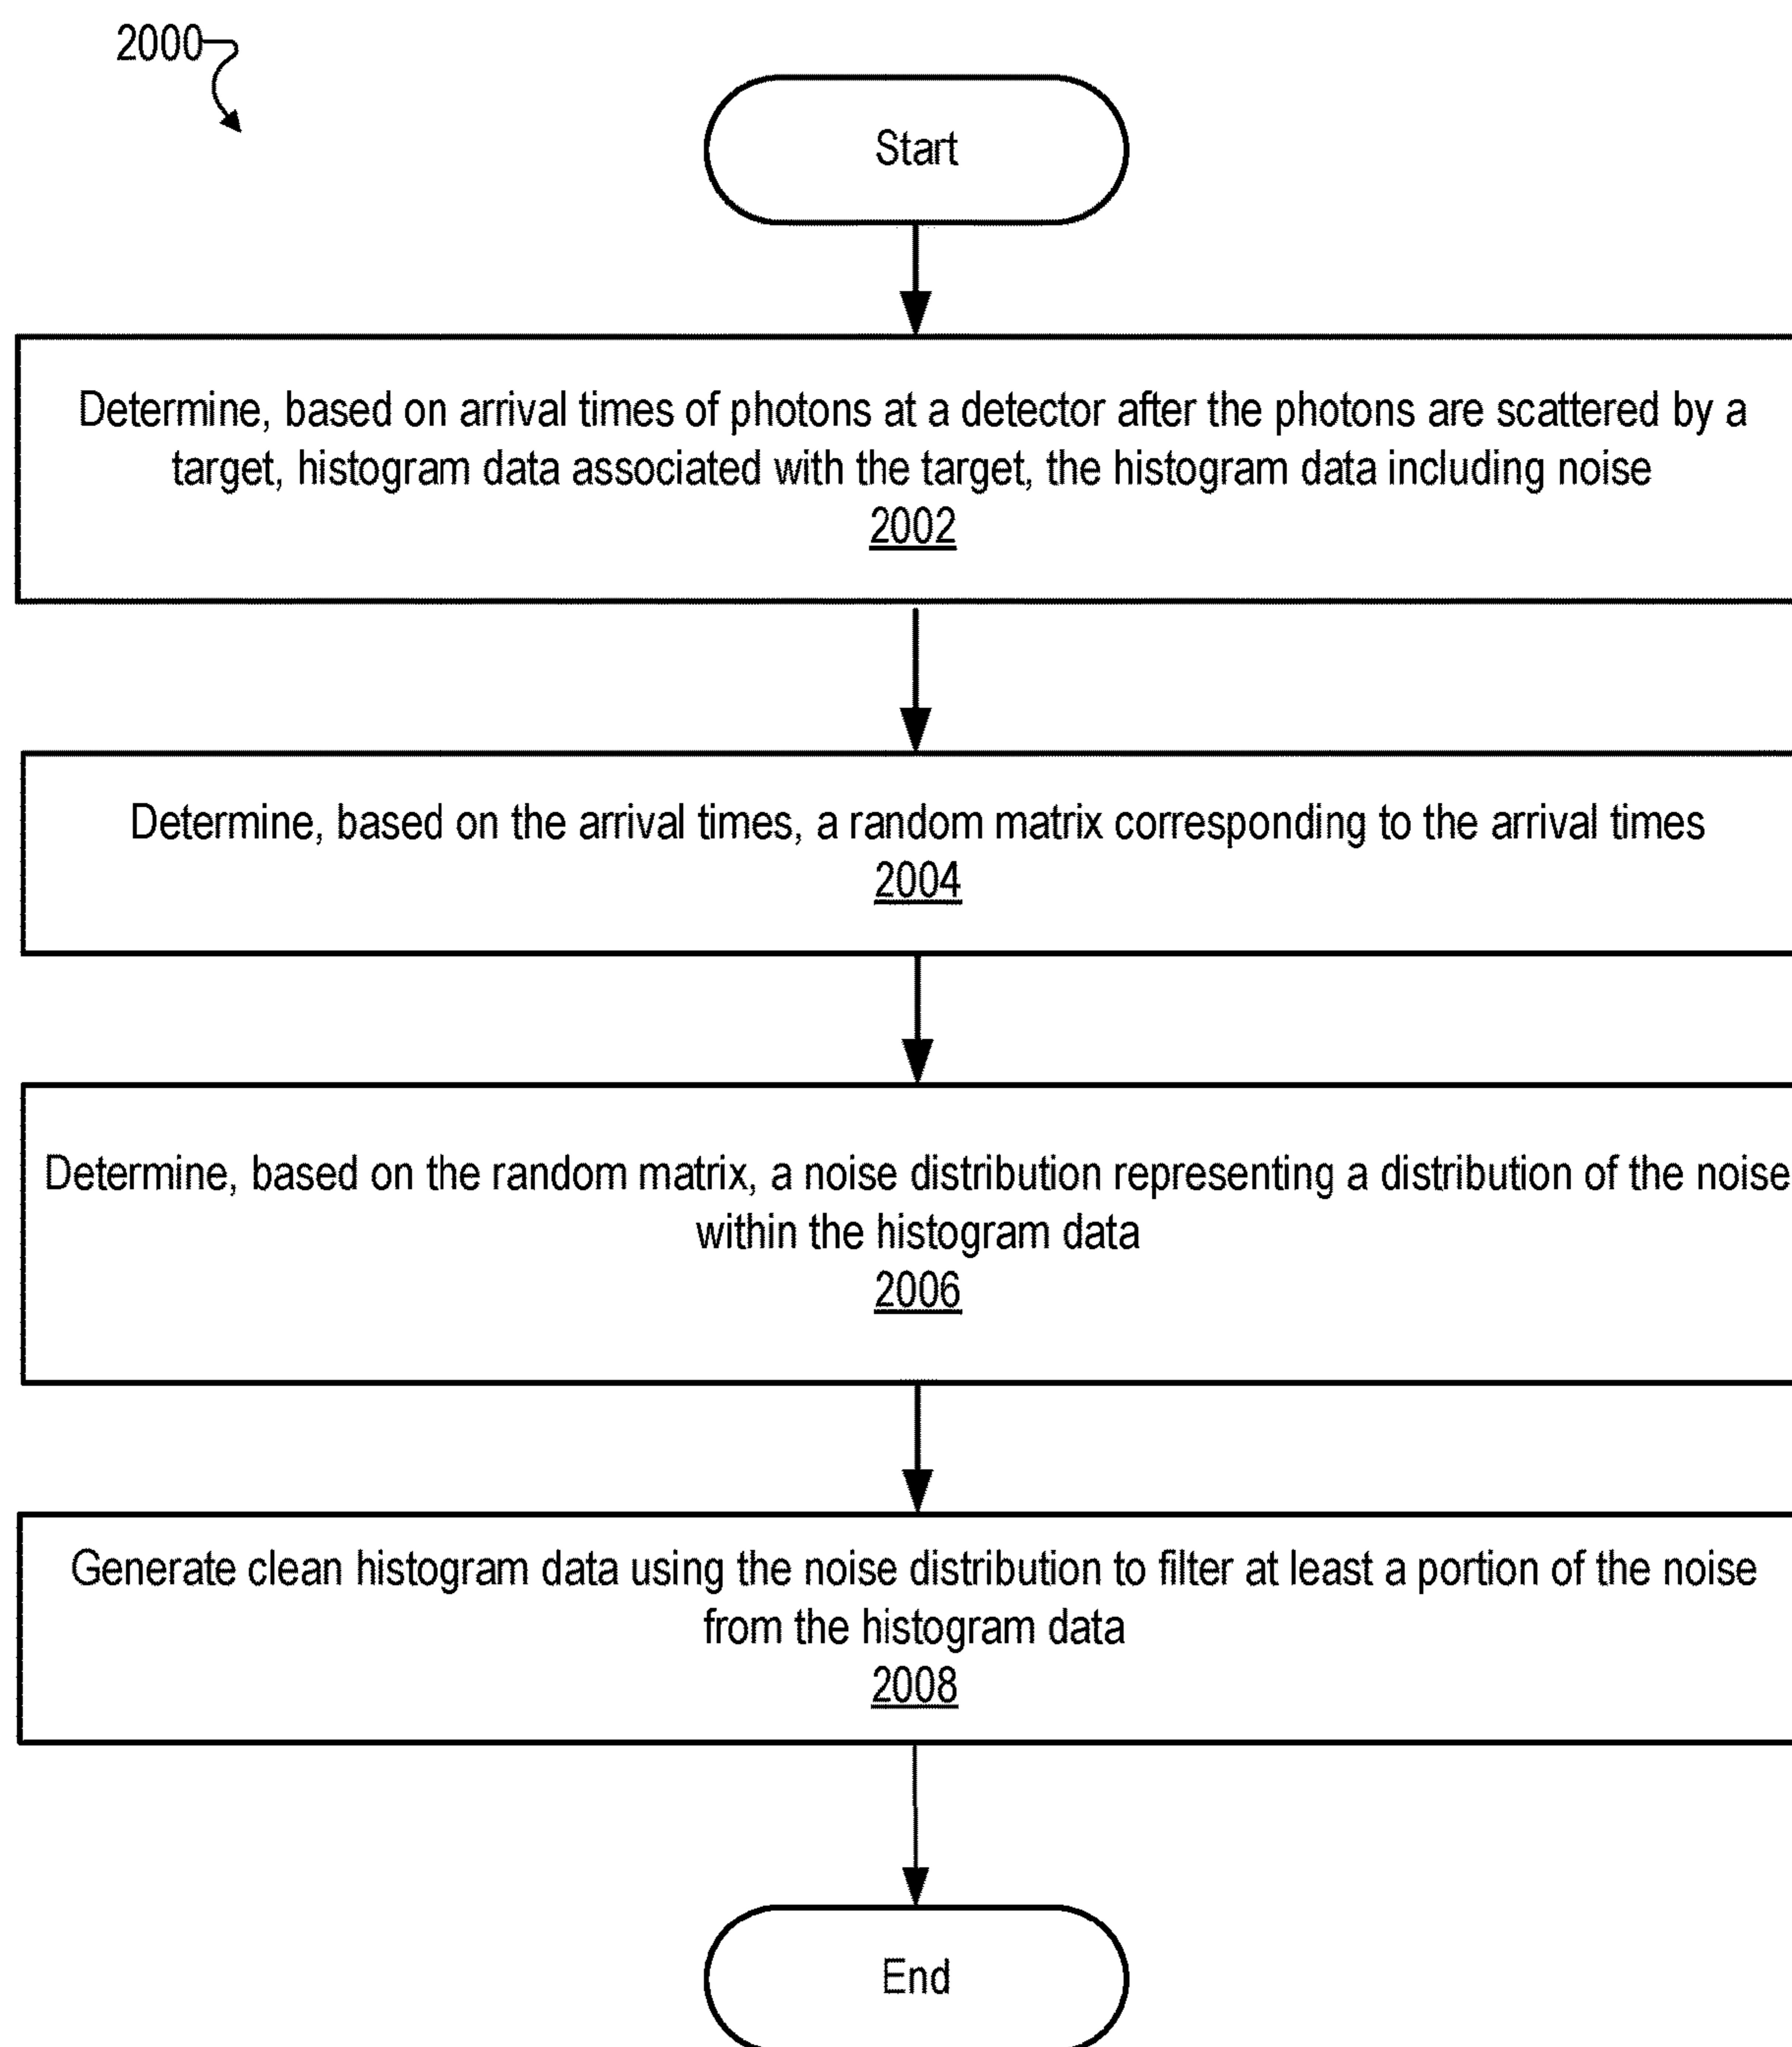 2000
Start
Determine, based on arrival times of photons at a detector after the photons are scattered by a
target, histogram data associated with the target, the histogram data including noise
2002
Determine, based on the arrival times, a random matrix corresponding to the arrival times
2004
Determine, based on the random matrix, a noise distribution representing a distribution of the noise
within the histogram data
2006
Generate clean histogram data using the noise distribution to filter at least a portion of the noise
from the histogram data
2008
End